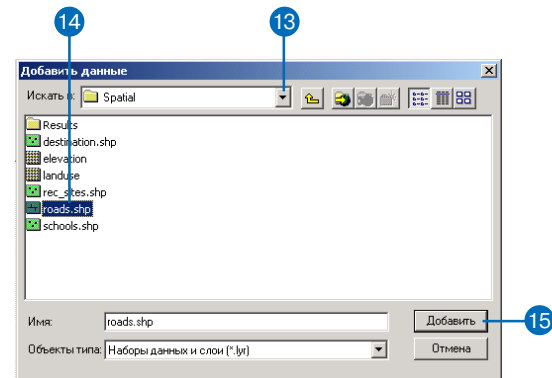 14
13
Добавить данные
Искать в: Spatial
Results
destination.shp
elevation
landuse
rec_sites.shp
roads.shp
schools.shp
Имя: roads.shp
Добавить
15
Объекты типа: Наборы данных и слои (*.lyr)
Отмена